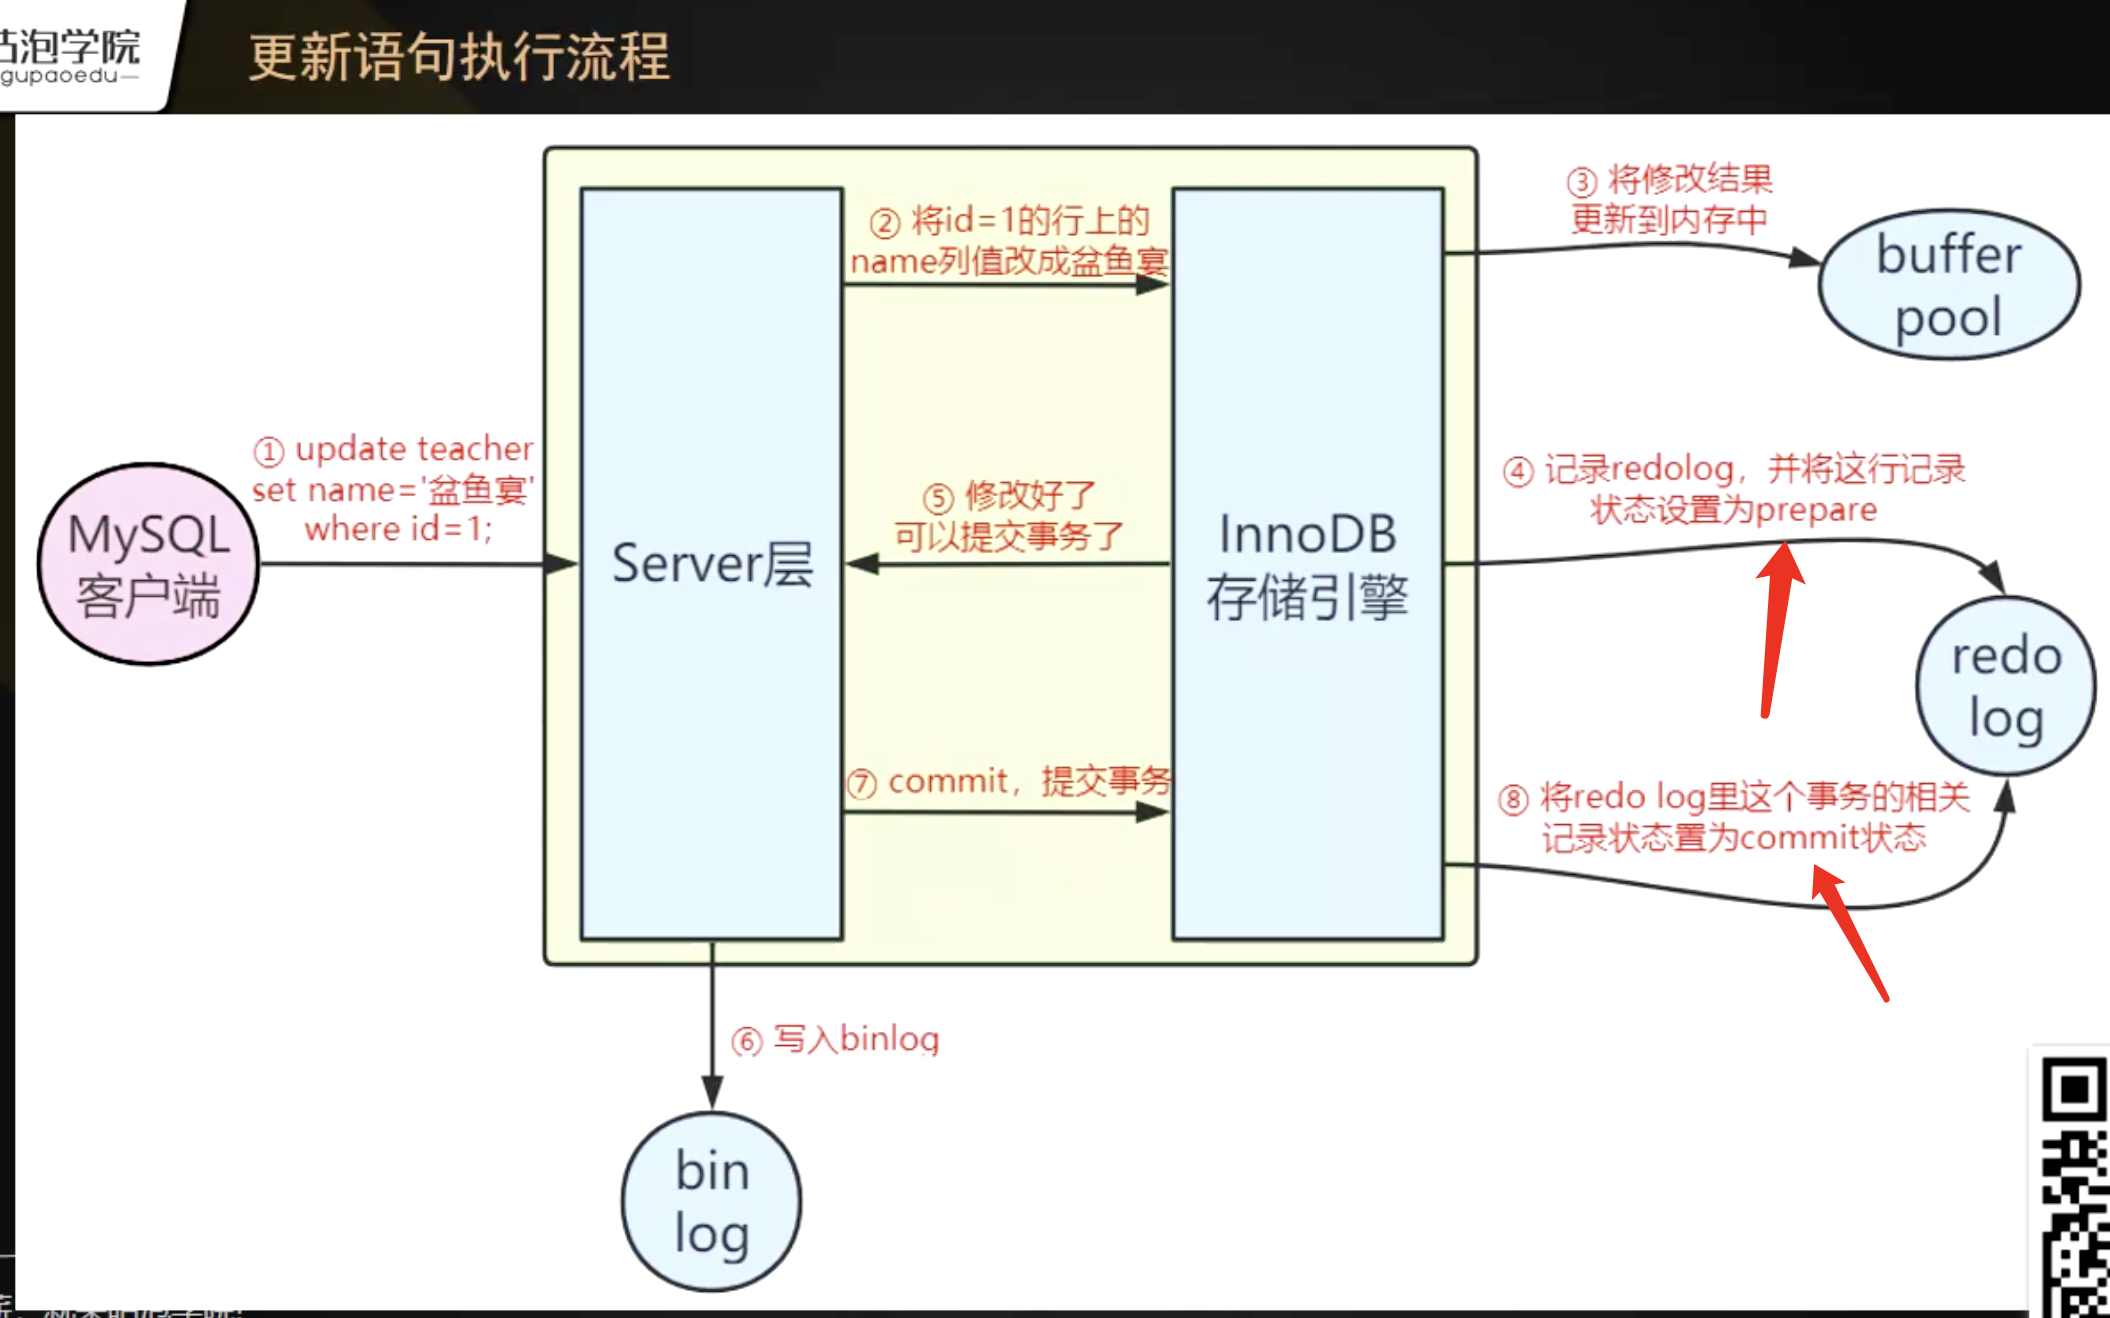 泡学院
gupaoedu
更新语句执行流程
③ 将修改结果
更新到内存中
② 将id=1的行上的
name列值改成盆鱼宴
buffer
pool
① update teacher
set name='盆鱼宴'
where id=1;
④ 记录redolog，并将这行记录
状态设置为prepare
⑤ 修改好了
可以提交事务了
MySQL
客户端
Server层
InnoDB
存储引擎
redo
log
⑦ commit，提交事务
⑧ 将redo log里这个事务的相关
记录状态置为commit状态
⑥ 写入binlog
bin
log